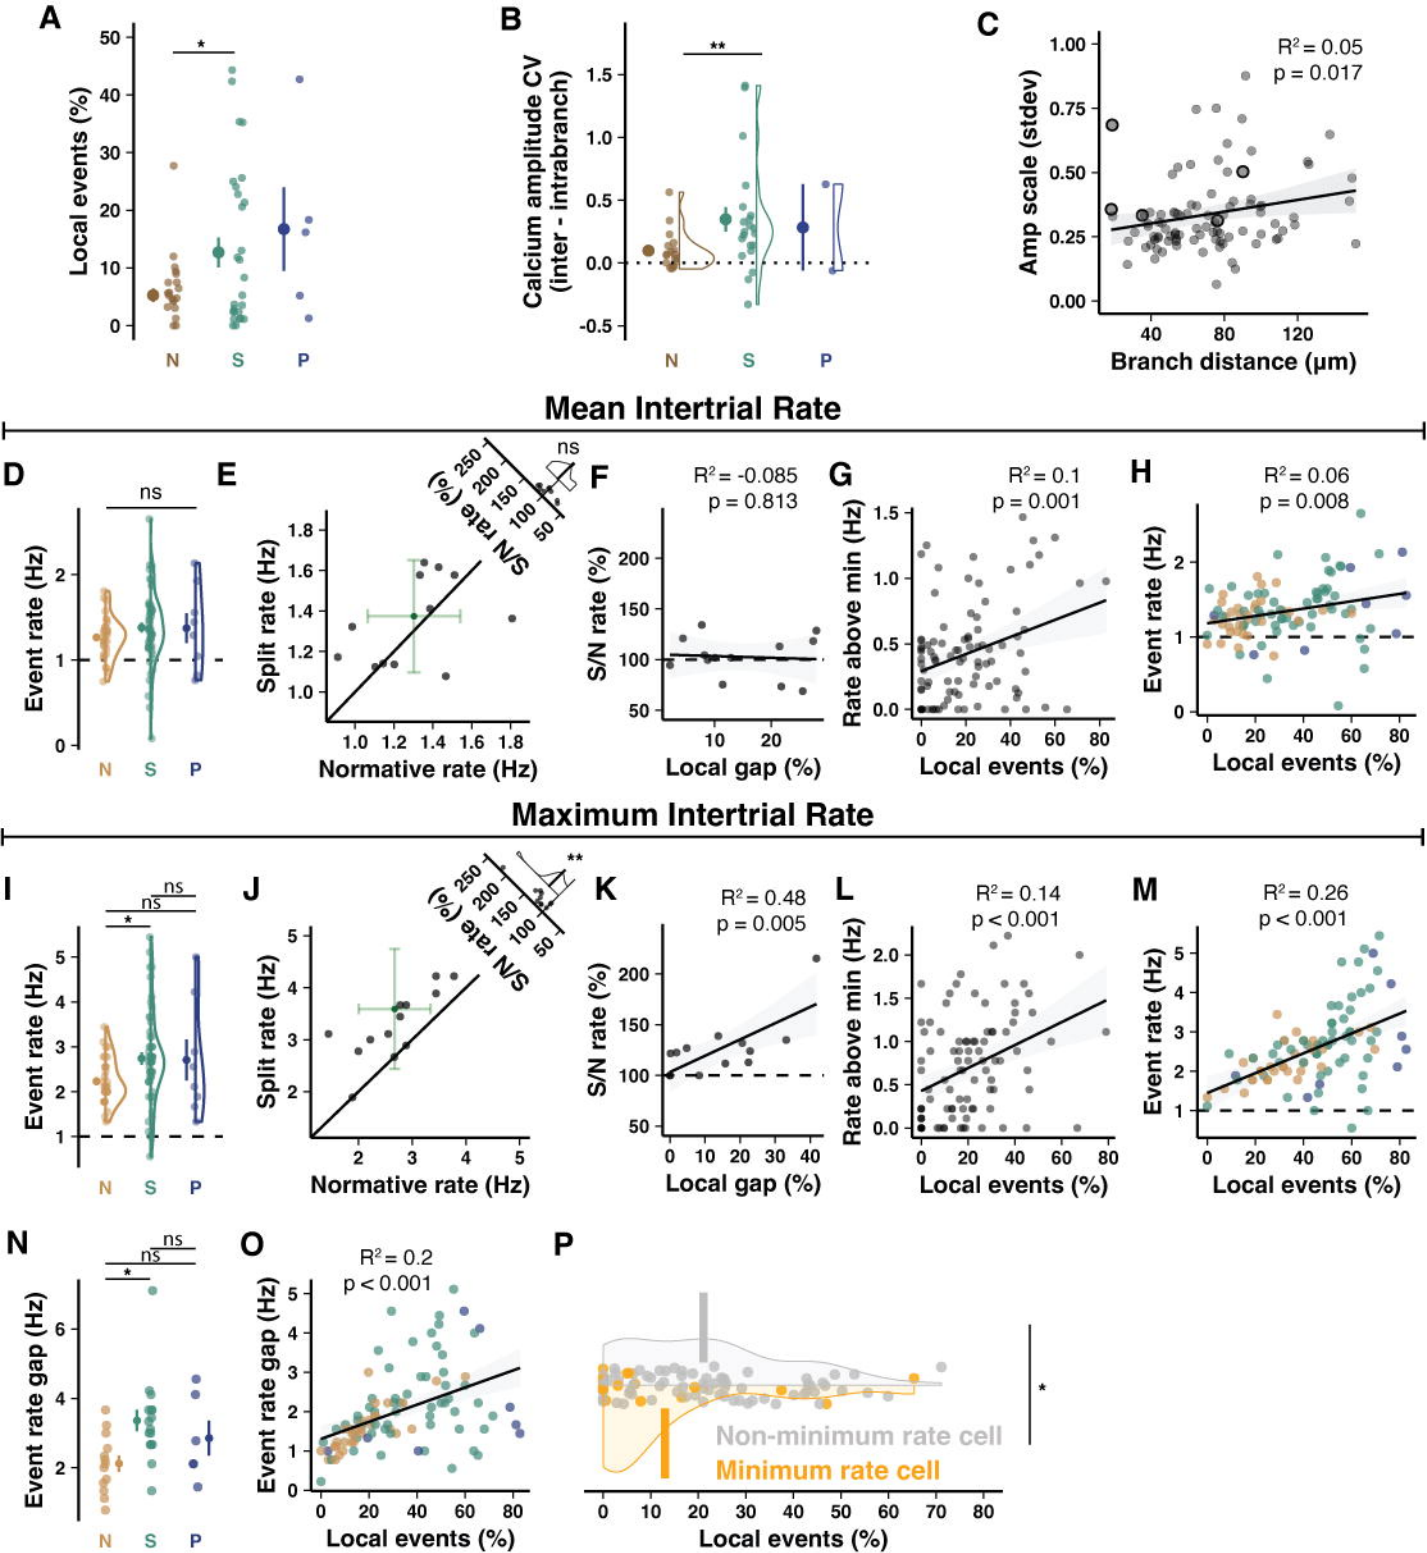 A
Local events (%)
50
40
30
20
10
0
*
N S P
B
Calcium amplitude CV
(inter - intrabranch)
1.5
1.0
0.5
0.0
-0.5
**
N S P
C
Amp scale (stdev)
1.00
0.75
0.50
0.25
0.00
R² = 0.05
p = 0.017
40 80 120
Branch distance (µm)
Mean Intertrial Rate
D
Event rate (Hz)
2
1
0
ns
N S P
E
Split rate (Hz)
1.8
1.6
1.4
1.2
1.0
1.0 1.2 1.4 1.6 1.8
Normative rate (Hz)
250
200
150
100
50
S/N rate (%)
ns
F
R² = -0.085
p = 0.813
S/N rate (%)
200
150
100
50
10 20
Local gap (%)
G
R² = 0.1
p = 0.001
Rate above min (Hz)
1.5
1.0
0.5
0.0
0 20 40 60 80
Local events (%)
H
R² = 0.06
p = 0.008
Event rate (Hz)
2
1
0
0 20 40 60 80
Local events (%)
Maximum Intertrial Rate
I
ns
ns
*
Event rate (Hz)
5
4
3
2
1
N S P
J
Split rate (Hz)
5
4
3
2
2 3 4 5
Normative rate (Hz)
250
200
150
100
50
S/N rate (%)
**
K
R² = 0.48
p = 0.005
S/N rate (%)
200
150
100
50
0 10 20 30 40
Local gap (%)
L
R² = 0.14
p < 0.001
Rate above min (Hz)
2.0
1.5
1.0
0.5
0.0
0 20 40 60 80
Local events (%)
M
R² = 0.26
p < 0.001
Event rate (Hz)
5
4
3
2
1
0 20 40 60 80
Local events (%)
N
ns
ns
*
Event rate gap (Hz)
6
4
2
N S P
O
R² = 0.2
p < 0.001
Event rate gap (Hz)
5
4
3
2
1
0
0 20 40 60 80
Local events (%)
P
*
Non-minimum rate cell
Minimum rate cell
0 10 20 30 40 50 60 70 80
Local events (%)